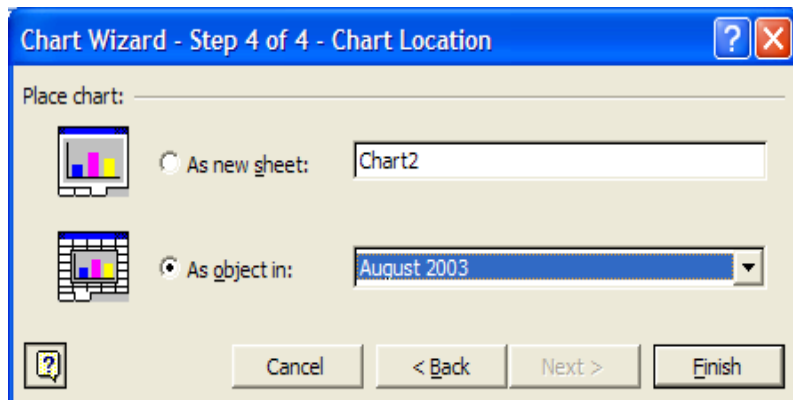 Chart Wizard - Step 4 of 4 - Chart Location
?
Place chart:
As new sheet: Chart2
As object in: August 2003
? Cancel < Back Next > Finish